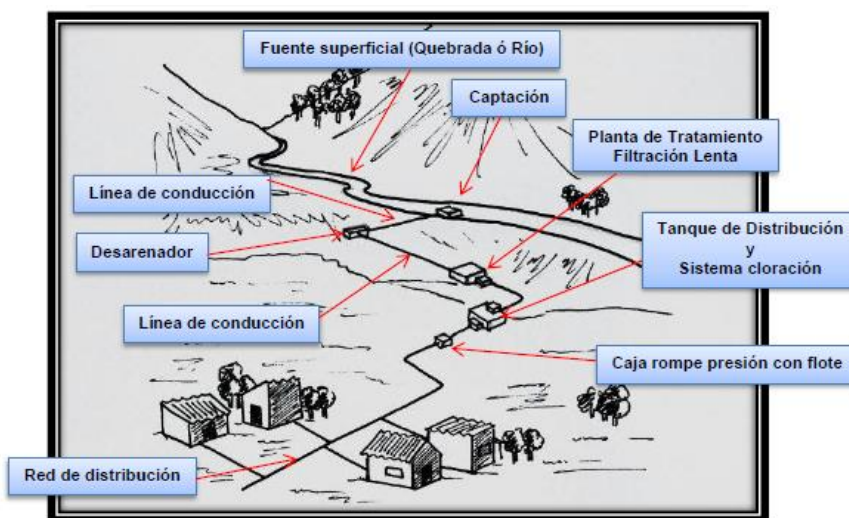 Fuente superficial (Quebrada ó Río)
Captación
Planta de Tratamiento
Filtración Lenta
Línea de conducción
Desarenador
Tanque de Distribución
y
Sistema cloración
Línea de conducción
Caja rompe presión con flote
Red de distribución